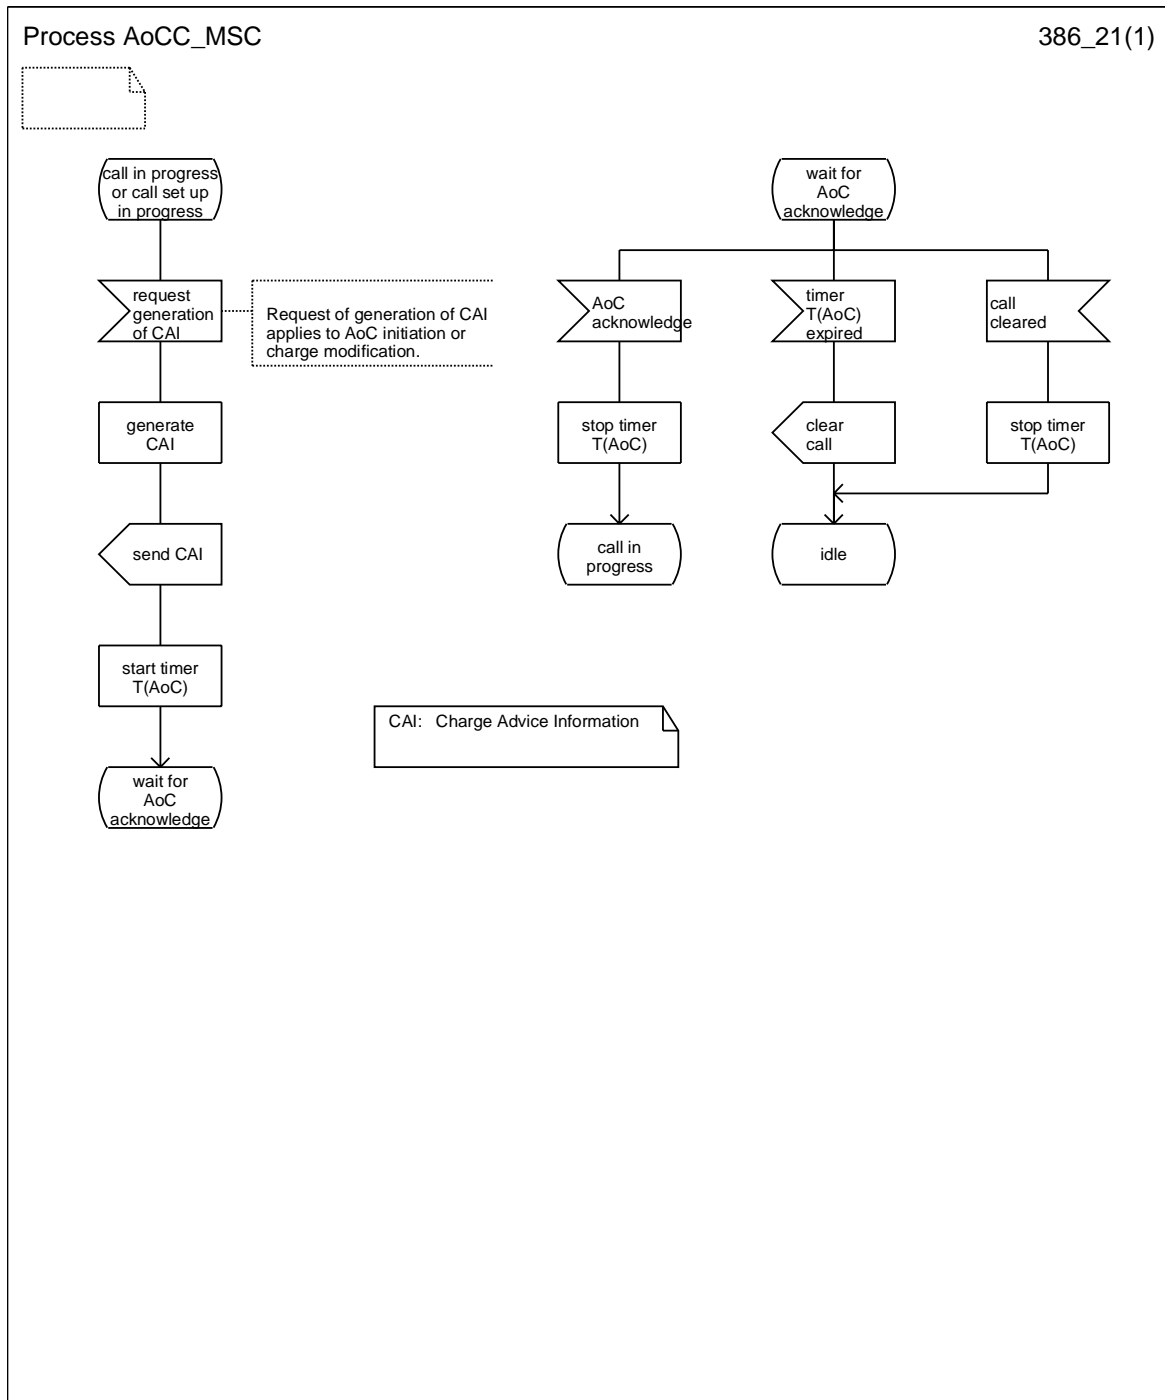 Process AoCC_MSC
386_21(1)
call in progress
or call set up
in progress
request
generation
of CAI
Request of generation of CAI
applies to AoC initiation or
charge modification.
generate
CAI
send CAI
start timer
T(AoC)
wait for
AoC
acknowledge
wait for
AoC
acknowledge
AoC
acknowledge
timer
T(AoC)
expired
call
cleared
stop timer
T(AoC)
clear
call
stop timer
T(AoC)
call in
progress
idle
CAI: Charge Advice Information